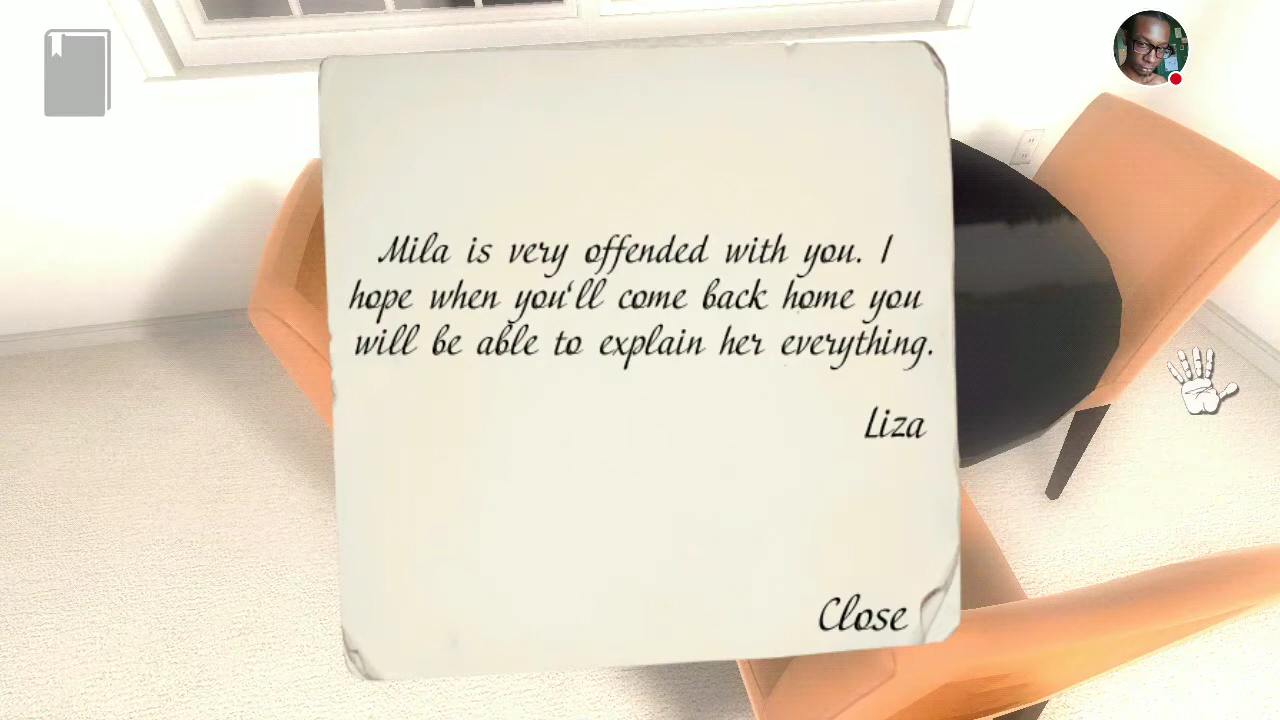 Mila is very offended with you. I
hope when you'll come back home you
will be able to explain her everything.
Liza
Close